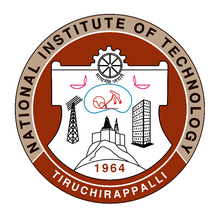 NATIONAL INSTITUTE OF TECHNOLOGY
1964
TIRUCHIRAPPALLI